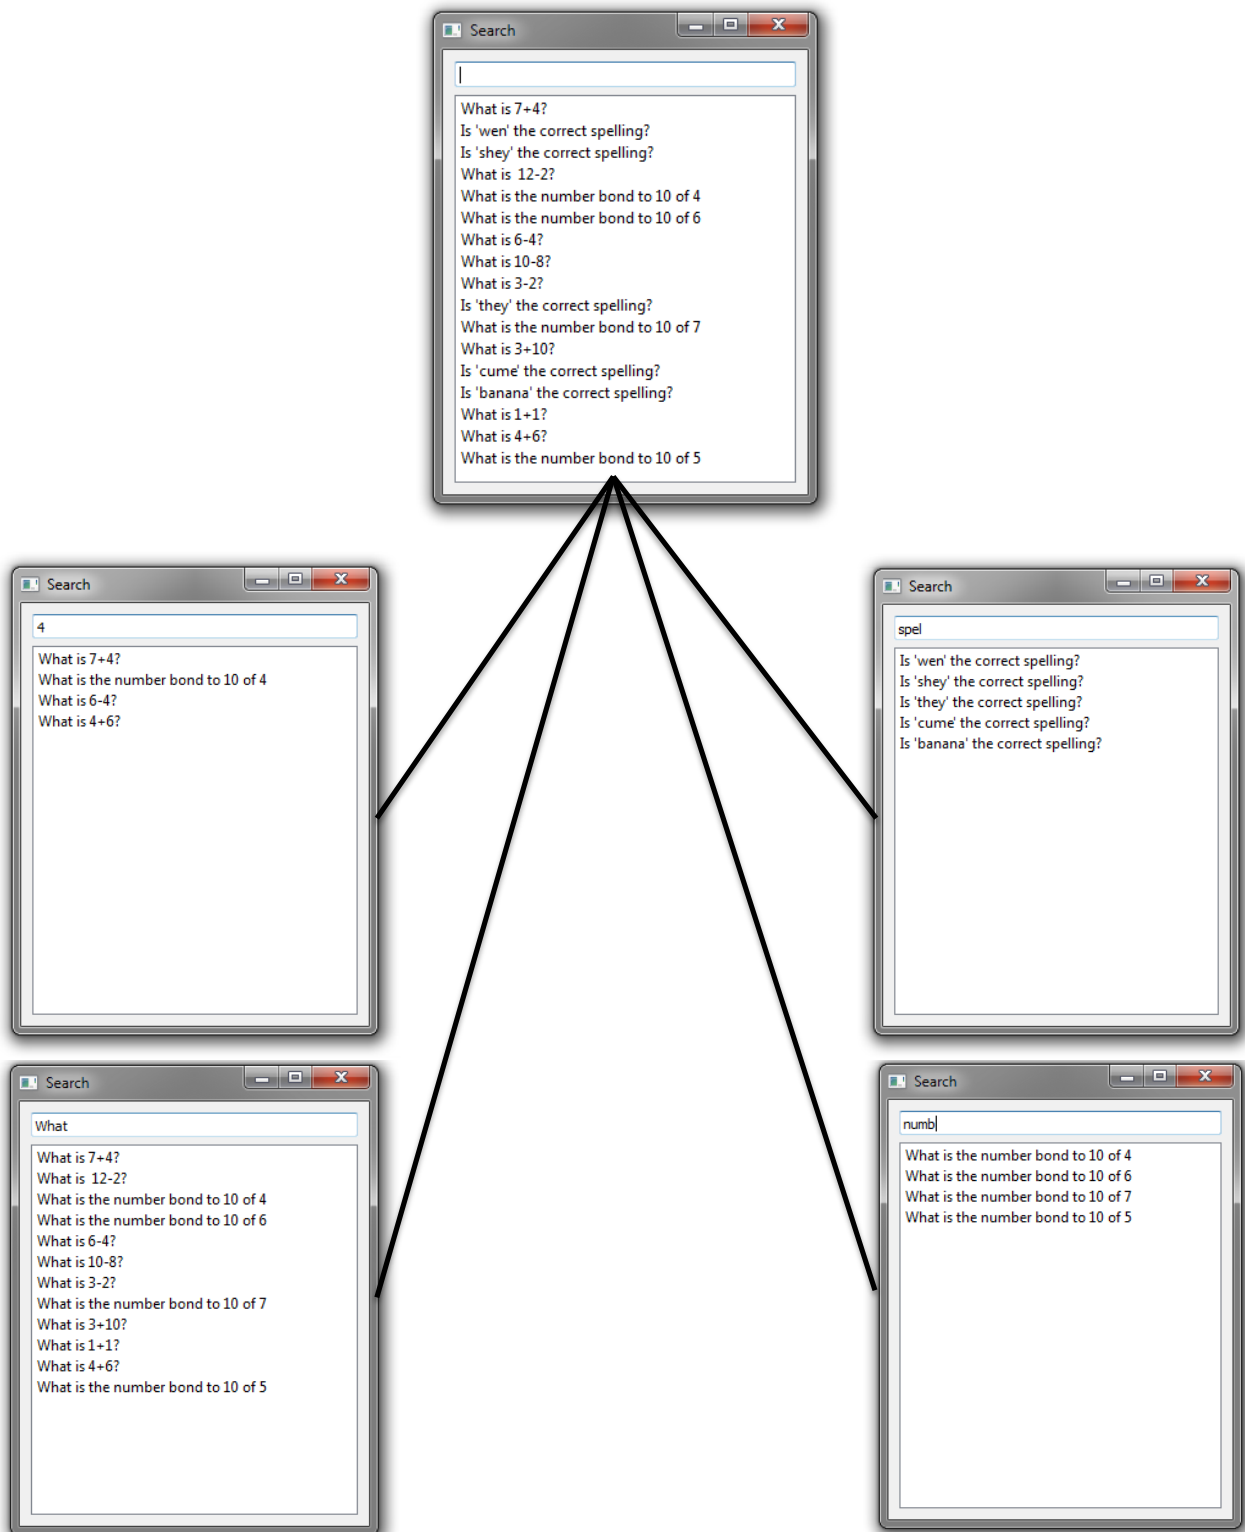 Search
What is 7+4?
Is 'wen' the correct spelling?
Is 'shey' the correct spelling?
What is  12-2?
What is the number bond to 10 of 4
What is the number bond to 10 of 6
What is 6-4?
What is 10-8?
What is 3-2?
Is 'they' the correct spelling?
What is the number bond to 10 of 7
What is 3+10?
Is 'cume' the correct spelling?
Is 'banana' the correct spelling?
What is 1+1?
What is 4+6?
What is the number bond to 10 of 5
Search
4
What is 7+4?
What is the number bond to 10 of 4
What is 6-4?
What is 4+6?
Search
spel
Is 'wen' the correct spelling?
Is 'shey' the correct spelling?
Is 'they' the correct spelling?
Is 'cume' the correct spelling?
Is 'banana' the correct spelling?
Search
What
What is 7+4?
What is  12-2?
What is the number bond to 10 of 4
What is the number bond to 10 of 6
What is 6-4?
What is 10-8?
What is 3-2?
What is the number bond to 10 of 7
What is 3+10?
What is 1+1?
What is 4+6?
What is the number bond to 10 of 5
Search
numb
What is the number bond to 10 of 4
What is the number bond to 10 of 6
What is the number bond to 10 of 7
What is the number bond to 10 of 5